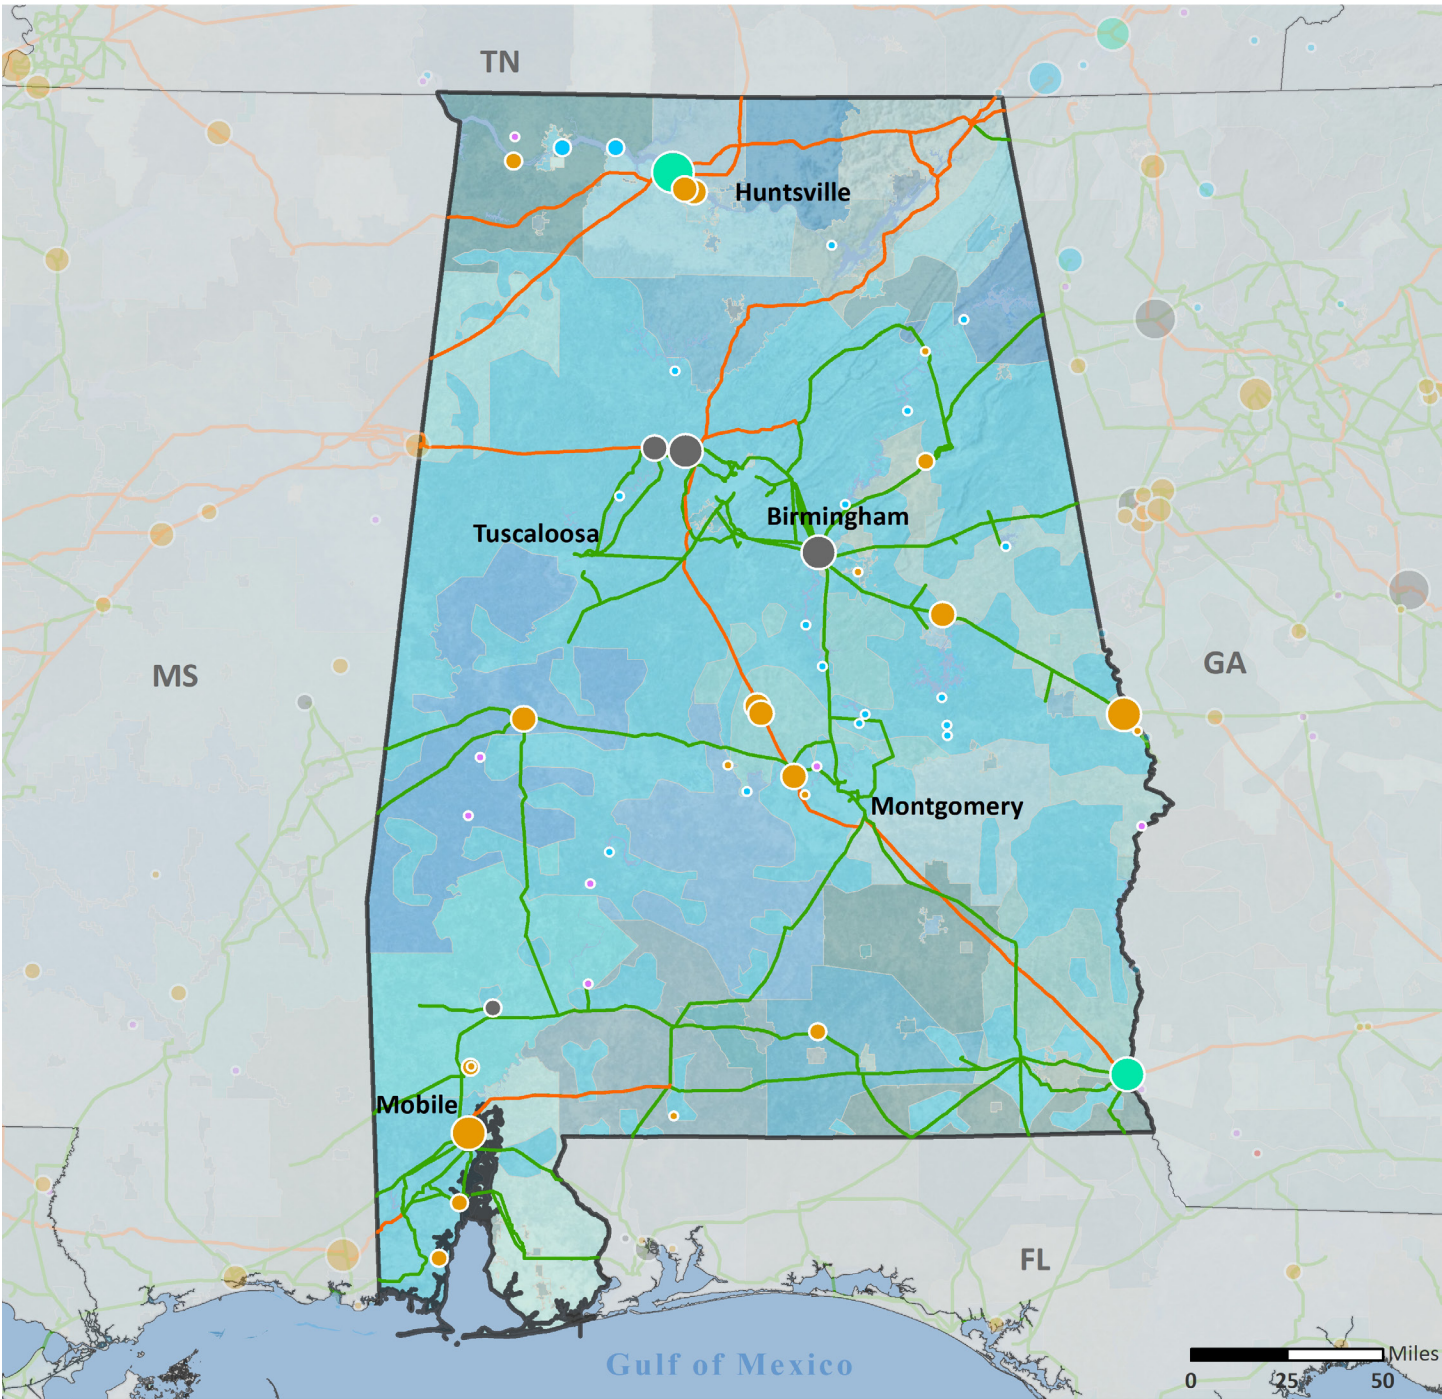 TN
Huntsville
Birmingham
Tuscaloosa
MS
GA
Montgomery
Mobile
FL
Gulf of Mexico
Miles
0 25 50